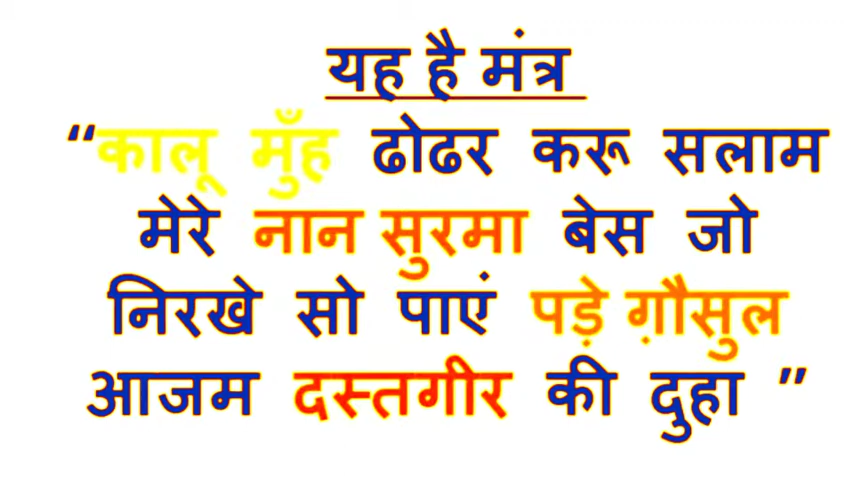 यह है मंत्र
“कालू मुँह ढोढर करू सलाम
मेरे नान सुरमा बेस जो
निरखे सो पाएं पड़े ग़ौसुल
आजम दस्तगीर की दुहा ”